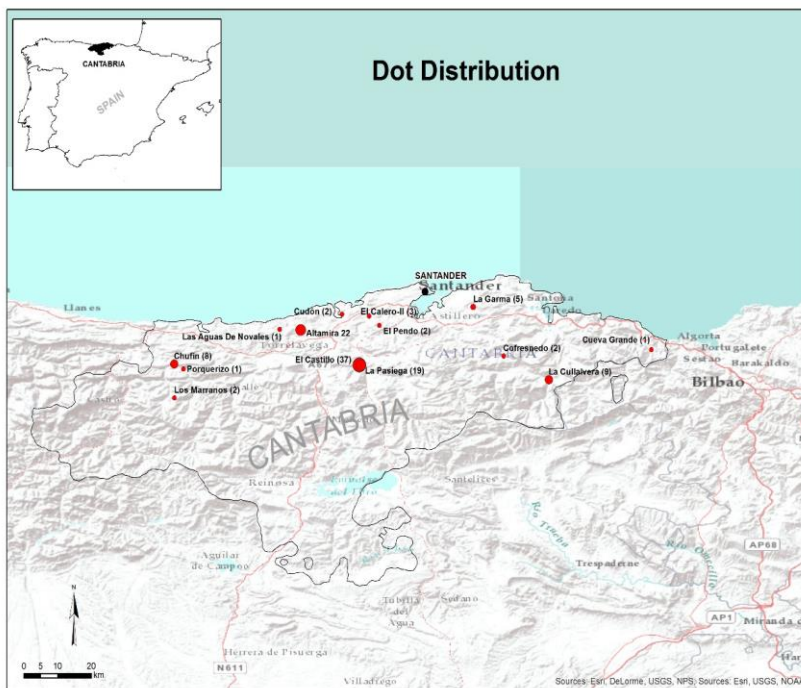 CANTABRIA
SPAIN
Dot Distribution
SANTANDER
Santander
Llanes
Cudón (2)
El Calero-II (3)
La Garma (5)
Santoña
Astillero
Las Aguas De Novales (1)
Altamira 22
El Pendo (2)
Torrelavega
Cueva Grande (1)
Algorta
Portugalete
Sestao
Barakaldo
Chufín (8)
Porquerizo (1)
El Castillo (37)
La Pasiega (19)
CANTABRIA
Cofresnedo (2)
La Cullalvera (8)
Bilbao
Los Marranos (2)
CANTABRIA
Reinosa
Santelices
Embalse
del Ebro
Río Trueba
Río Omecillo
Aguilar
de Campoo
Trespaderne
AP68
Tubilla
del
Agua
Sedano
AP1
Miranda d
N
0 5 10 20
km
N611
Herrera de Pisuerga
Villadiego
Sources: Esri, DeLorme, USGS, NPS; Sources: Esri, USGS, NOAA